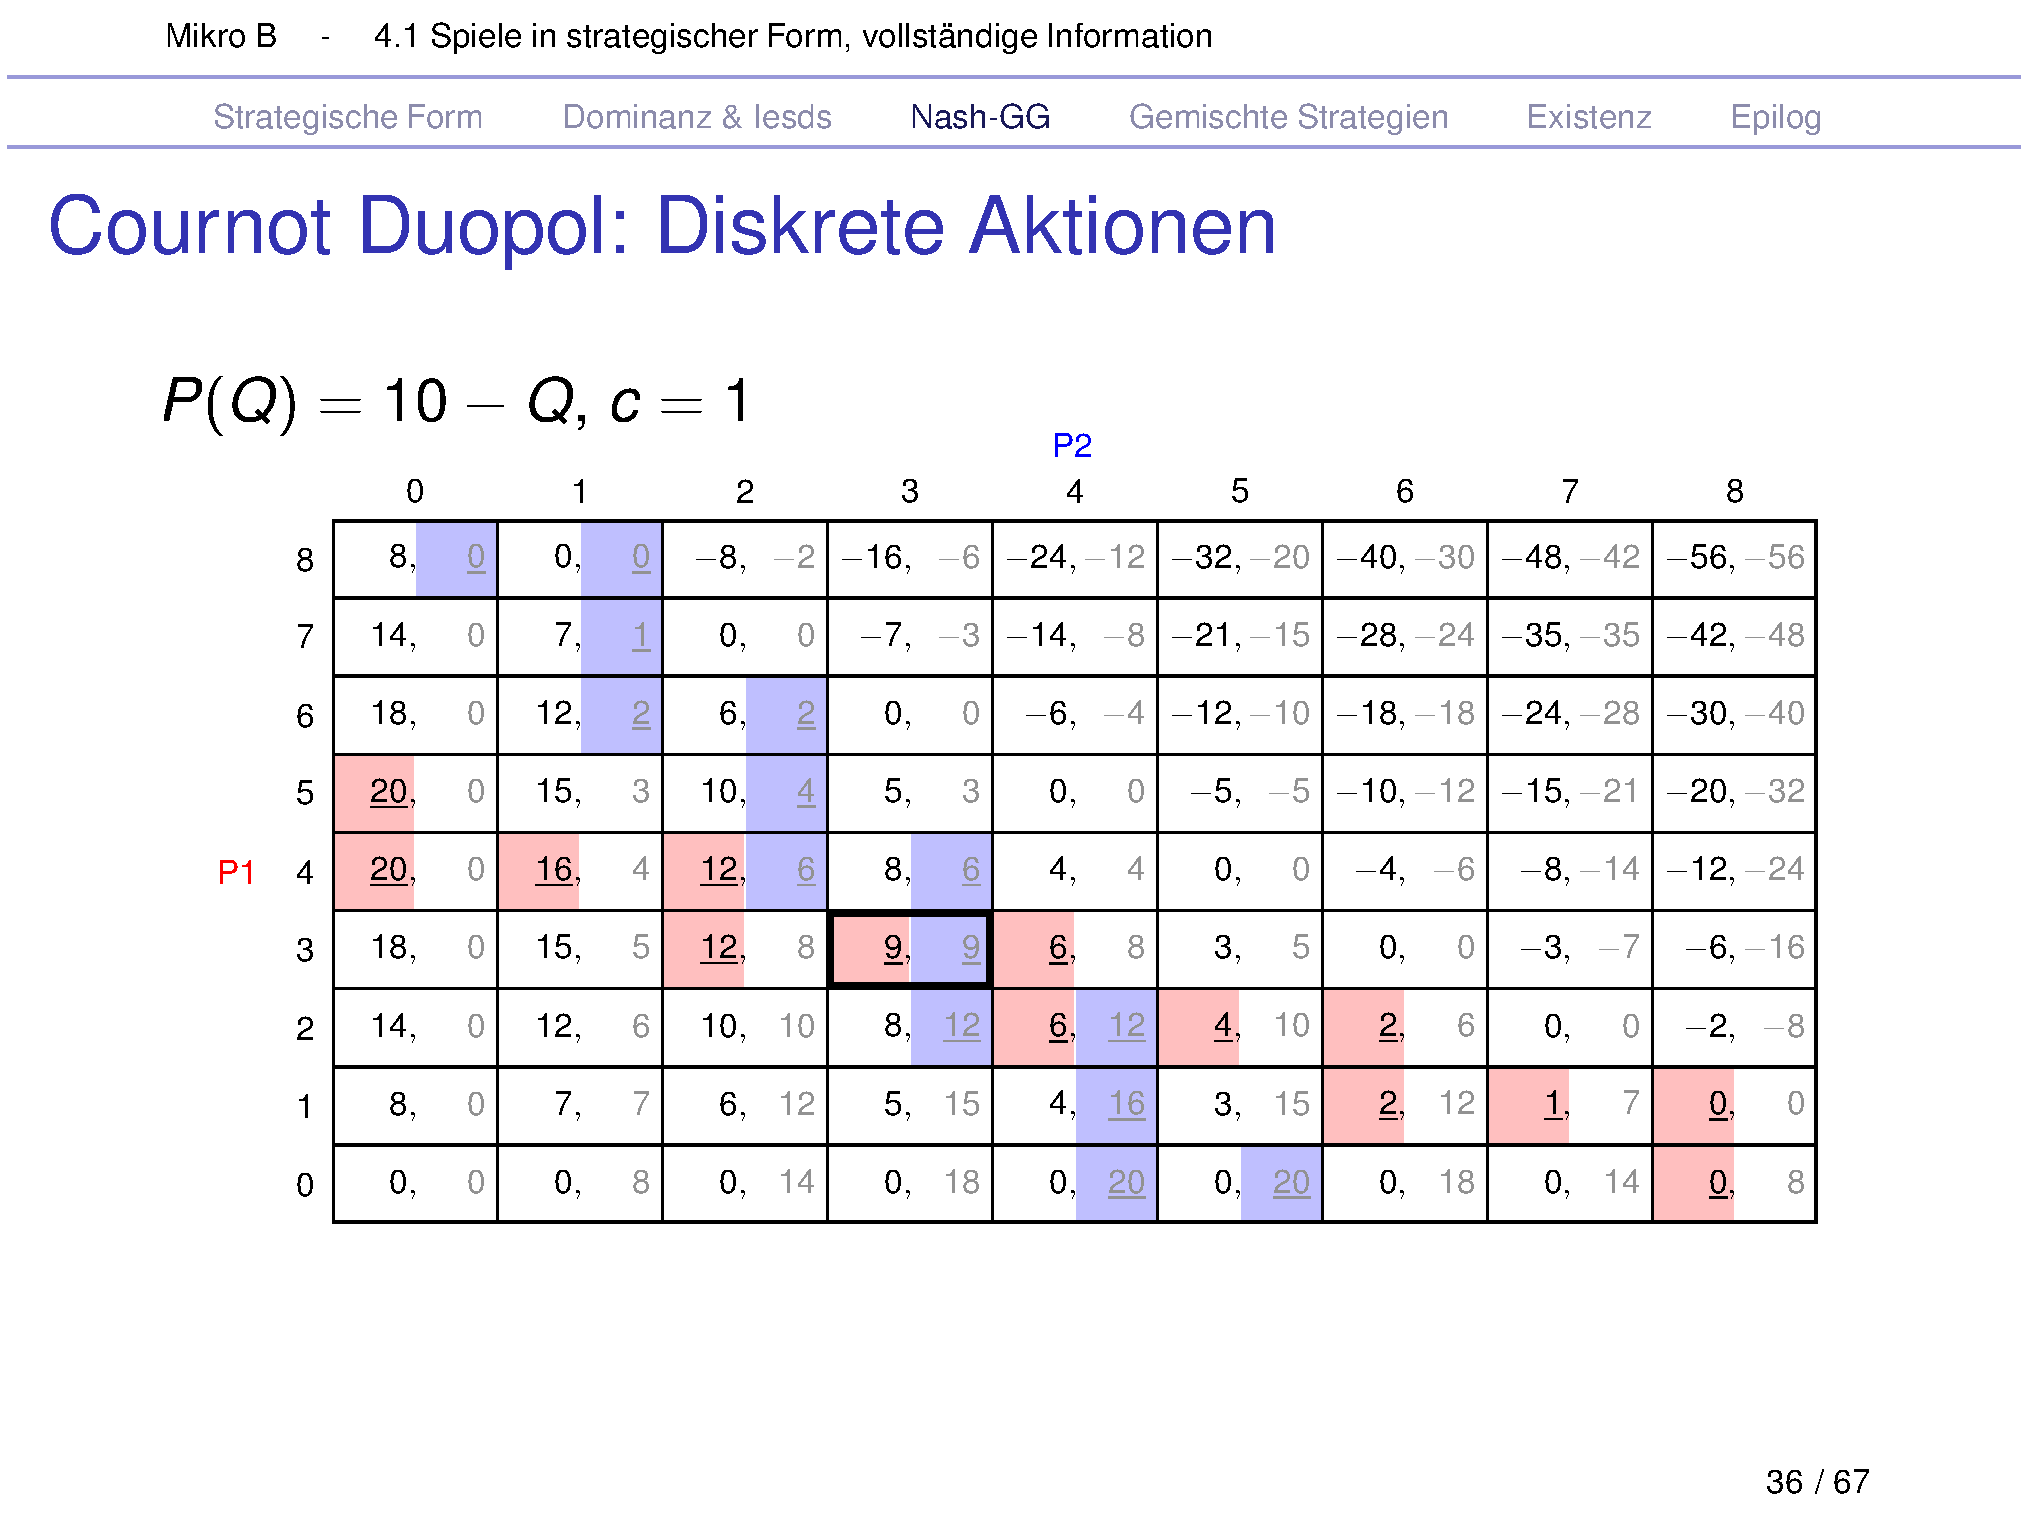 Mikro B - 4.1 Spiele in strategischer Form, vollständige Information
Strategische Form Dominanz & Iesds Nash-GG Gemischte Strategien Existenz Epilog
Cournot Duopol: Diskrete Aktionen
P(Q) = 10 − Q, c = 1
P2
0 1 2 3 4 5 6 7 8
8 8, 0 0, 0 −8, −2 −16, −6 −24, −12 −32, −20 −40, −30 −48, −42 −56, −56
7 14, 0 7, 1 0, 0 −7, −3 −14, −8 −21, −15 −28, −24 −35, −35 −42, −48
6 18, 0 12, 2 6, 2 0, 0 −6, −4 −12, −10 −18, −18 −24, −28 −30, −40
5 20, 0 15, 3 10, 4 5, 3 0, 0 −5, −5 −10, −12 −15, −21 −20, −32
P1 4 20, 0 16, 4 12, 6 8, 6 4, 4 0, 0 −4, −6 −8, −14 −12, −24
3 18, 0 15, 5 12, 8 9, 9 6, 8 3, 5 0, 0 −3, −7 −6, −16
2 14, 0 12, 6 10, 10 8, 12 6, 12 4, 10 2, 6 0, 0 −2, −8
1 8, 0 7, 7 6, 12 5, 15 4, 16 3, 15 2, 12 1, 7 0, 0
0 0, 0 0, 8 0, 14 0, 18 0, 20 0, 20 0, 18 0, 14 0, 8
36 / 67